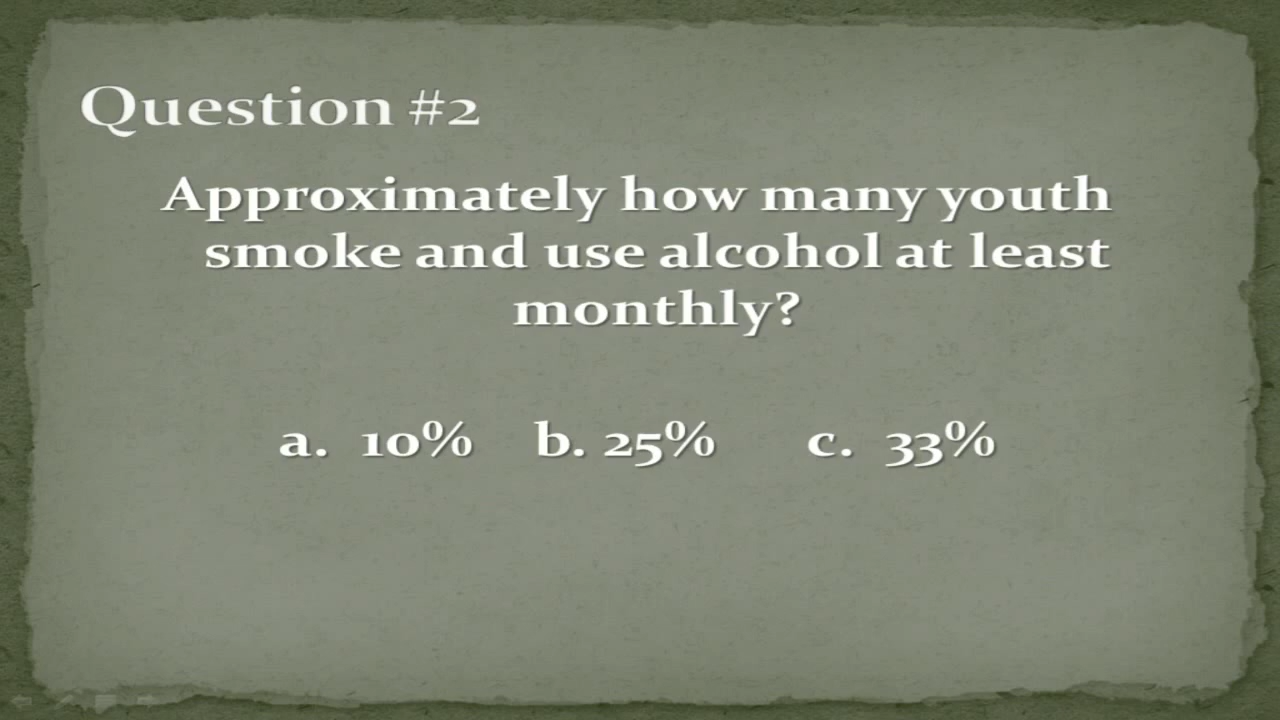 Question #2
Approximately how many youth
smoke and use alcohol at least
monthly?
a. 10% b. 25% c. 33%